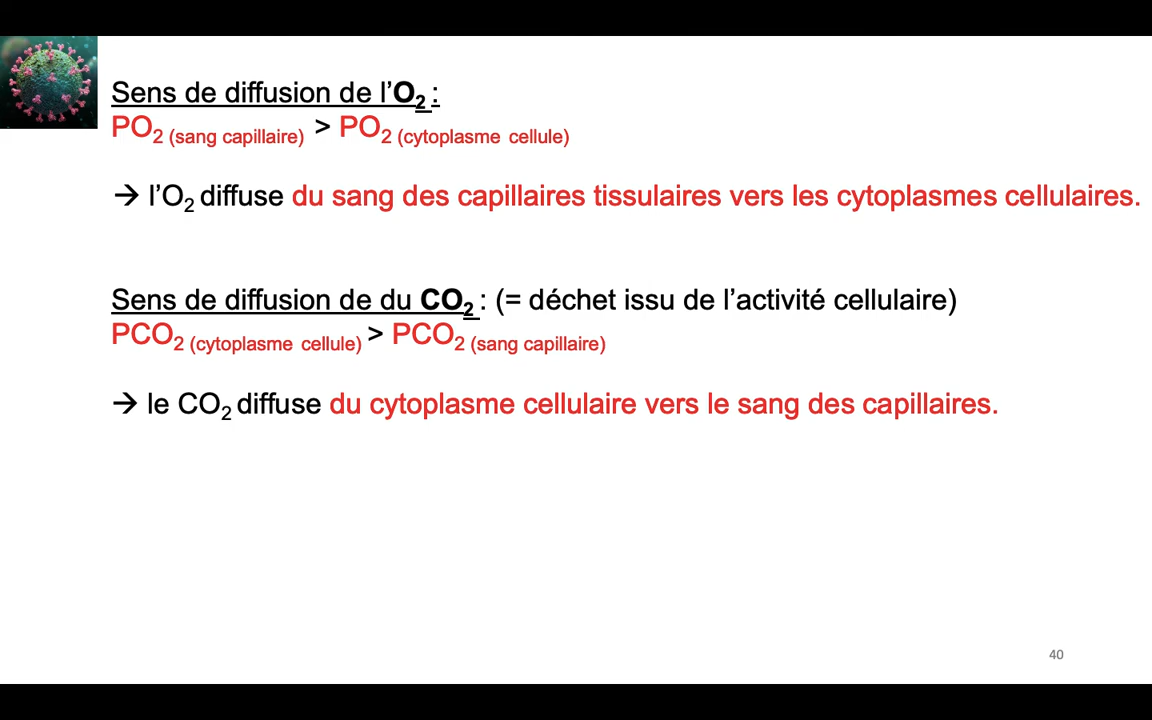 Sens de diffusion de l’O2 :
PO2 (sang capillaire) > PO2 (cytoplasme cellule)
→ l’O2 diffuse du sang des capillaires tissulaires vers les cytoplasmes cellulaires.
Sens de diffusion de du CO2 : (= déchet issu de l’activité cellulaire)
PCO2 (cytoplasme cellule) > PCO2 (sang capillaire)
→ le CO2 diffuse du cytoplasme cellulaire vers le sang des capillaires.
40